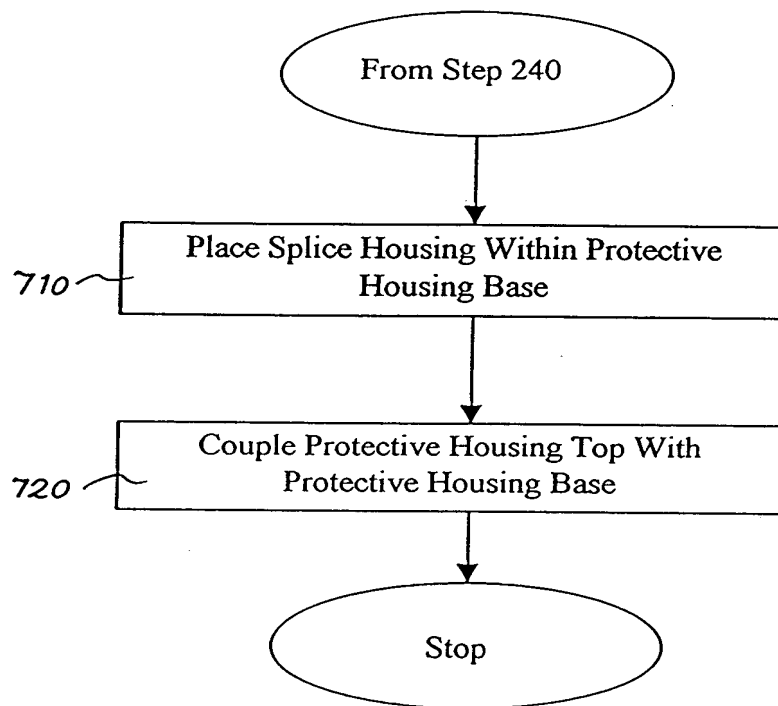 From Step 240
Place Splice Housing Within Protective
Housing Base
710
Couple Protective Housing Top With
Protective Housing Base
720
Stop